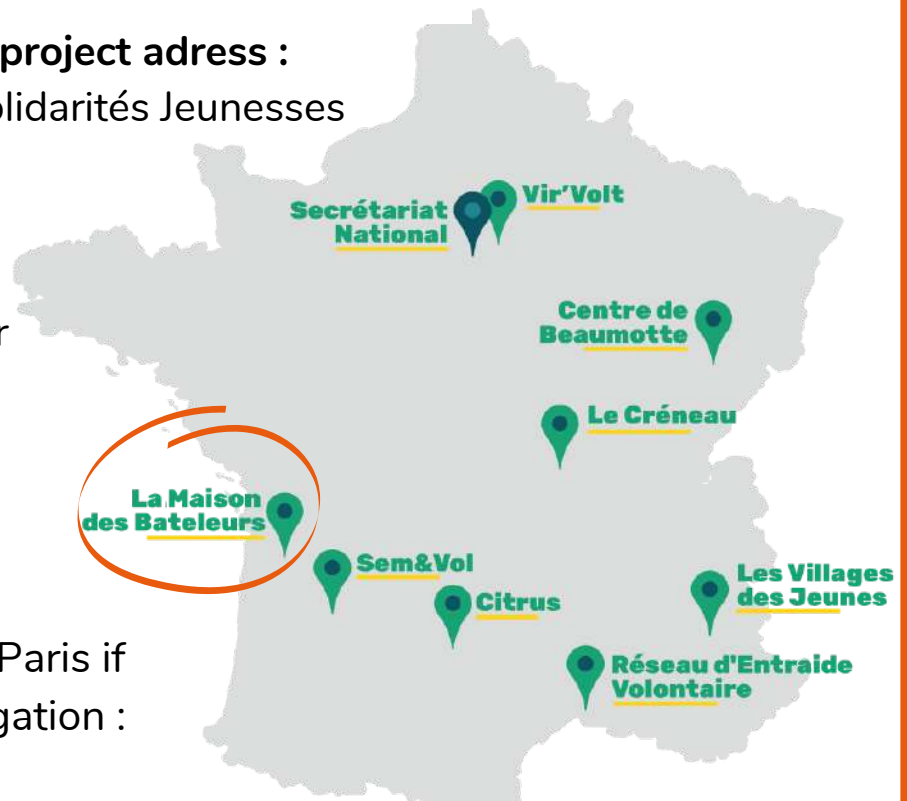 project adress :
olidarités Jeunesses
Vir'Volt
Secrétariat
National
r
Centre de
Beaumotte
Le Créneau
La Maison
des Bateleurs
Sem&Vol
Citrus
Les Villages
des Jeunes
Paris if
Réseau d'Entraide
Volontaire
gation :